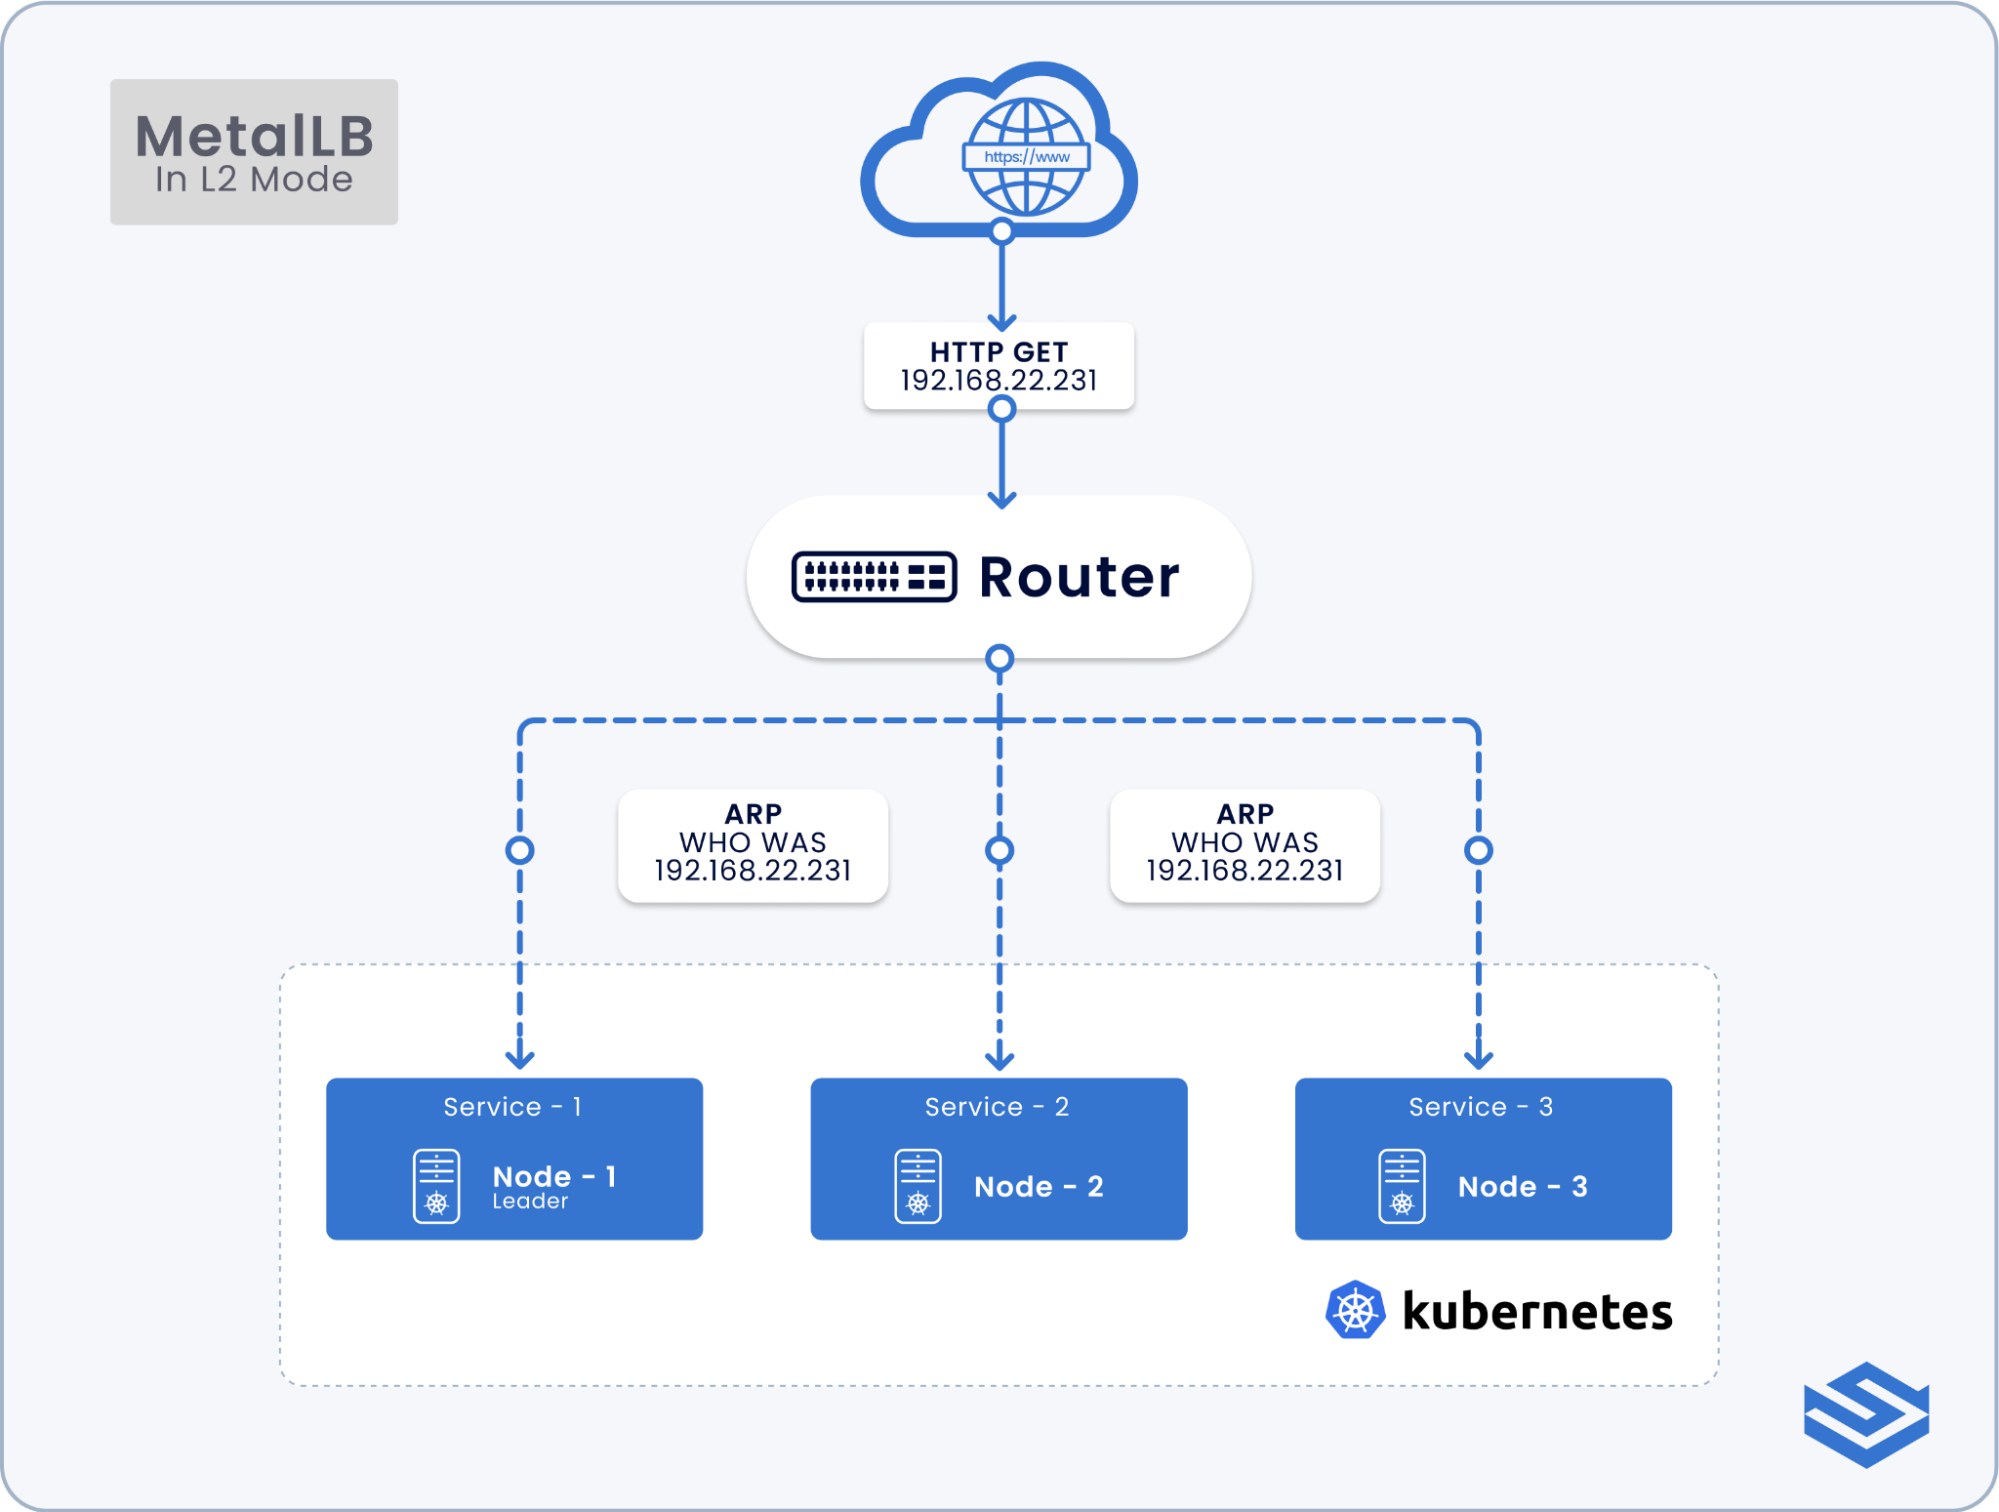 MetalLB
In L2 Mode
https://www
HTTP GET
192.168.22.231
Router
ARP
WHO WAS
192.168.22.231
ARP
WHO WAS
192.168.22.231
Service - 1
Node - 1
Leader
Service - 2
Node - 2
Service - 3
Node - 3
kubernetes